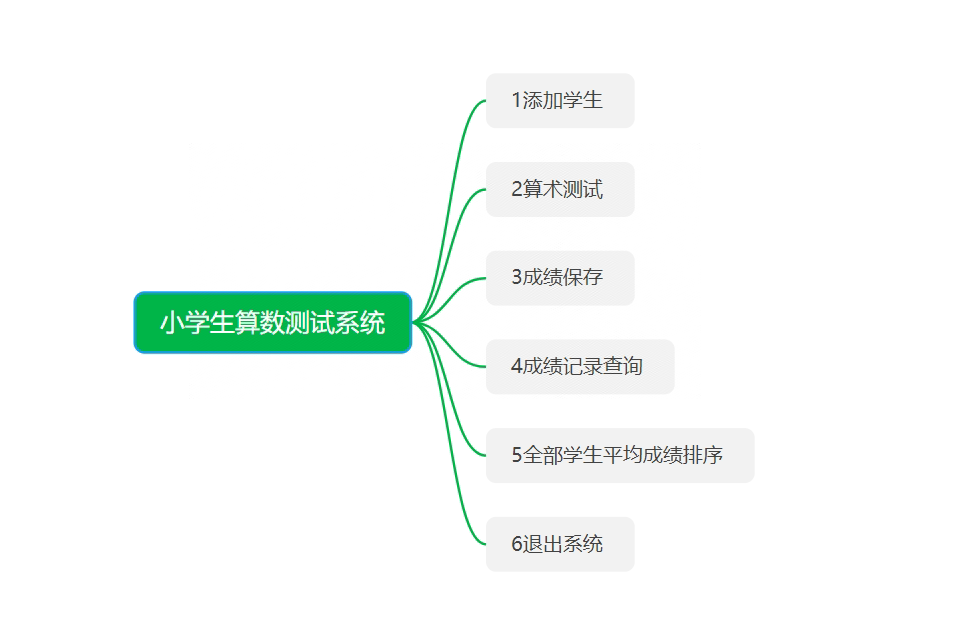 1添加学生
2算术测试
3成绩保存
小学生算数测试系统
4成绩记录查询
5全部学生平均成绩排序
6退出系统